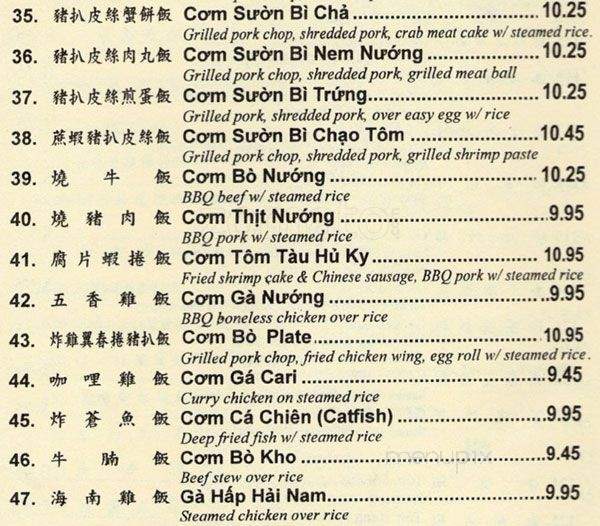 35. 豬扒皮絲蟹餅飯 Cơm Sườn Bì Chả 10.25
Grilled pork chop, shredded pork, crab meat cake w/ steamed rice.
36. 豬扒皮絲肉丸飯 Cơm Sườn Bì Nem Nướng 10.25
Grilled pork chop, shredded pork, grilled meat ball
37. 豬扒皮絲煎蛋飯 Cơm Sườn Bì Trứng 10.25
Grilled pork, shredded pork, over easy egg w/ rice
38. 蔗蝦豬扒皮絲飯 Cơm Sườn Bì Chạo Tôm 10.45
Grilled pork chop, shredded pork, grilled shrimp paste
39. 燒牛飯 Cơm Bò Nướng 10.25
BBQ beef w/ steamed rice
40. 燒豬肉飯 Cơm Thịt Nướng 9.95
BBQ pork w/ steamed rice
41. 腐片蝦捲飯 Cơm Tôm Tàu Hủ Ky 10.95
Fried shrimp cake & Chinese sausage, BBQ pork w/ steamed rice
42. 五香雞飯 Cơm Gà Nướng 9.95
BBQ boneless chicken over rice
43. 炸雞翼春捲豬扒飯 Cơm Bò Plate 10.95
Grilled pork chop, fried chicken wing, egg roll w/ steamed rice.
44. 咖哩雞飯 Cơm Gá Cari 9.45
Curry chicken on steamed rice
45. 炸蒼魚飯 Cơm Cá Chiên (Catfish) 9.95
Deep fried fish w/ steamed rice
46. 牛腩飯 Cơm Bò Kho 9.45
Beef stew over rice
47. 海南雞飯 Gà Hấp Hải Nam 9.95
Steamed chicken over rice